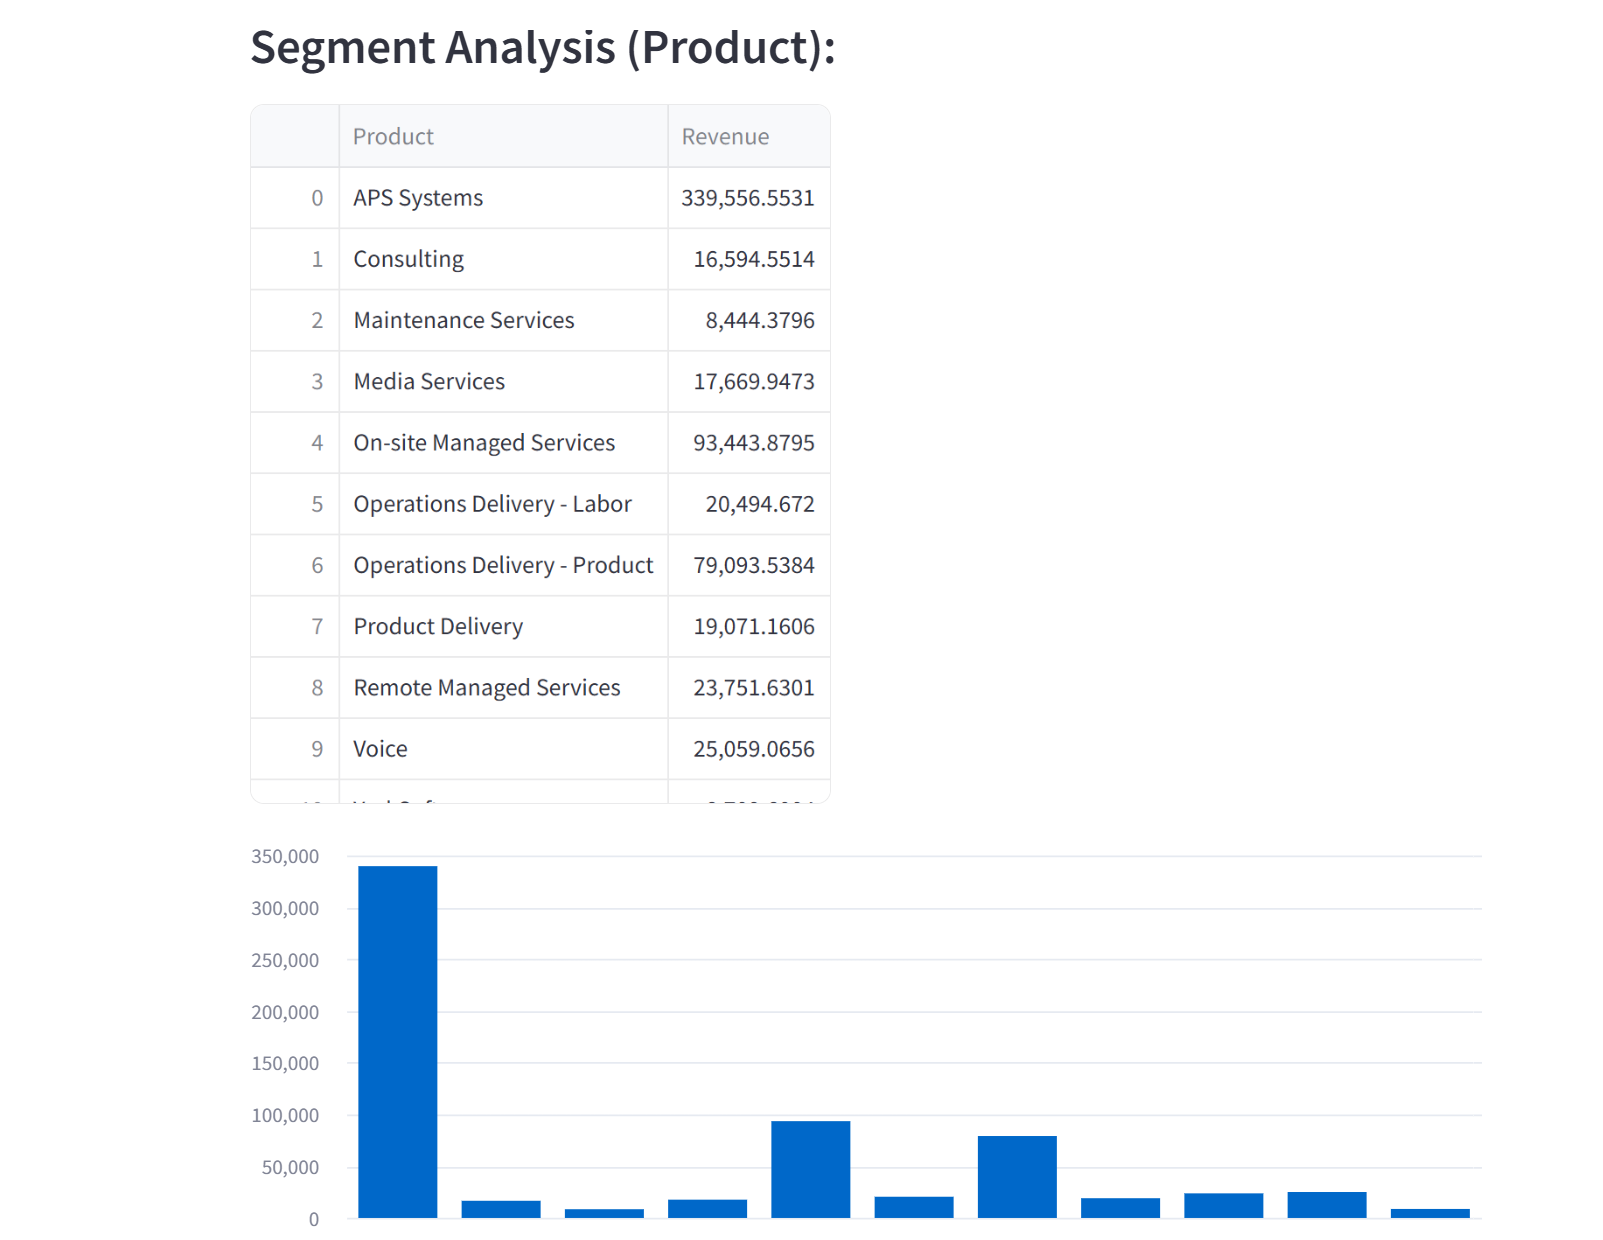 Segment Analysis (Product):
Product Revenue
0 APS Systems 339,556.5531
1 Consulting 16,594.5514
2 Maintenance Services 8,444.3796
3 Media Services 17,669.9473
4 On-site Managed Services 93,443.8795
5 Operations Delivery - Labor 20,494.672
6 Operations Delivery - Product 79,093.5384
7 Product Delivery 19,071.1606
8 Remote Managed Services 23,751.6301
9 Voice 25,059.0656
350,000
300,000
250,000
200,000
150,000
100,000
50,000
0